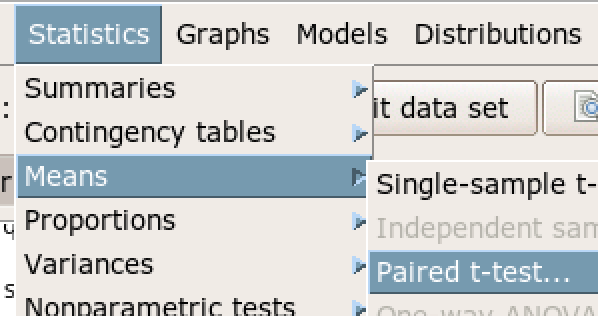 Statistics Graphs Models Distributions
Summaries
it data set
Contingency tables
Means
Single-sample t-
Proportions
Independent sam
Variances
Paired t-test...
Nonparametric tests
One-way ANOVA